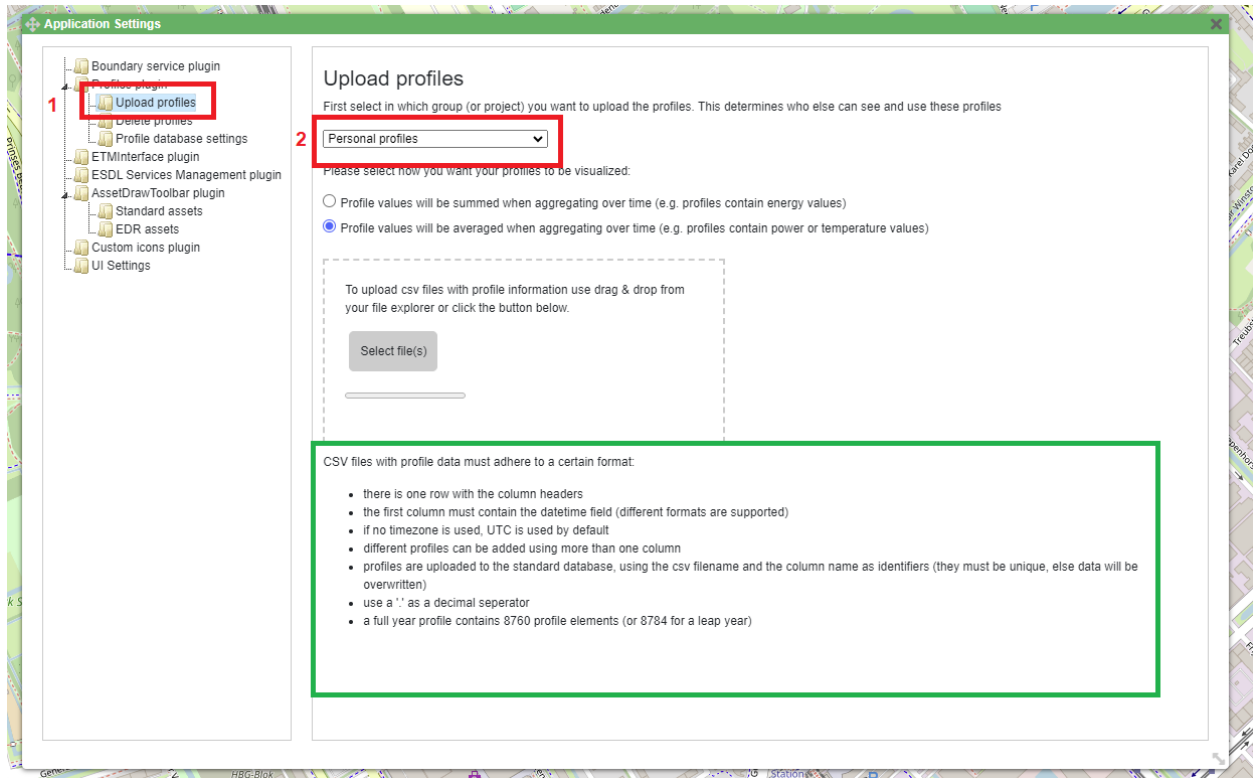 Application Settings
Boundary service plugin
Profiles plugin
1
Upload profiles
Delete profiles
Profile database settings
ETMInterface plugin
ESDL Services Management plugin
AssetDrawToolbar plugin
Standard assets
EDR assets
Custom icons plugin
UI Settings
Upload profiles
First select in which group (or project) you want to upload the profiles. This determines who else can see and use these profiles
2
Personal profiles
Please select how you want your profiles to be visualized:
Profile values will be summed when aggregating over time (e.g. profiles contain energy values)
Profile values will be averaged when aggregating over time (e.g. profiles contain power or temperature values)
To upload csv files with profile information use drag & drop from
your file explorer or click the button below.
Select file(s)
CSV files with profile data must adhere to a certain format:
there is one row with the column headers
the first column must contain the datetime field (different formats are supported)
if no timezone is used, UTC is used by default
different profiles can be added using more than one column
profiles are uploaded to the standard database, using the csv filename and the column name as identifiers (they must be unique, else data will be
overwritten)
use a '.' as a decimal seperator
a full year profile contains 8760 profile elements (or 8784 for a leap year)
HBG-Blok
Station